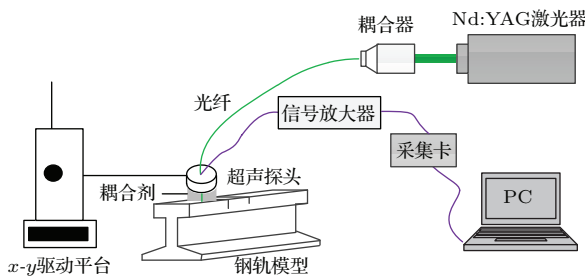 Nd:YAG激光器
耦合器
光纤
信号放大器
采集卡
超声探头
耦合剂
PC
x-y驱动平台
钢轨模型